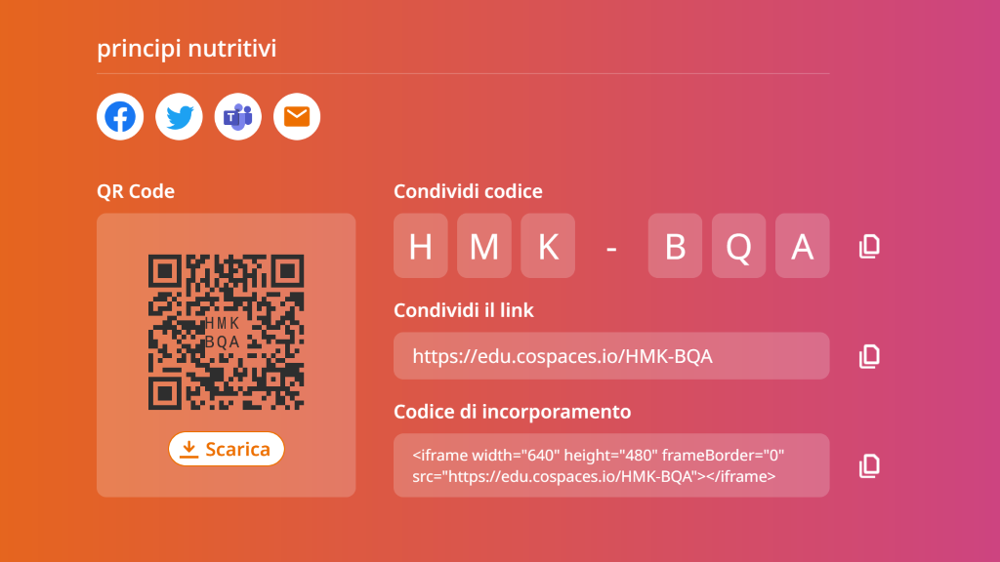 principi nutritivi
QR Code
HMK
BQA
Scarica
Condividi codice
H M K - B Q A
Condividi il link
https://edu.cospaces.io/HMK-BQA
Codice di incorporamento
<iframe width="640" height="480" frameBorder="0"
src="https://edu.cospaces.io/HMK-BQA"></iframe>